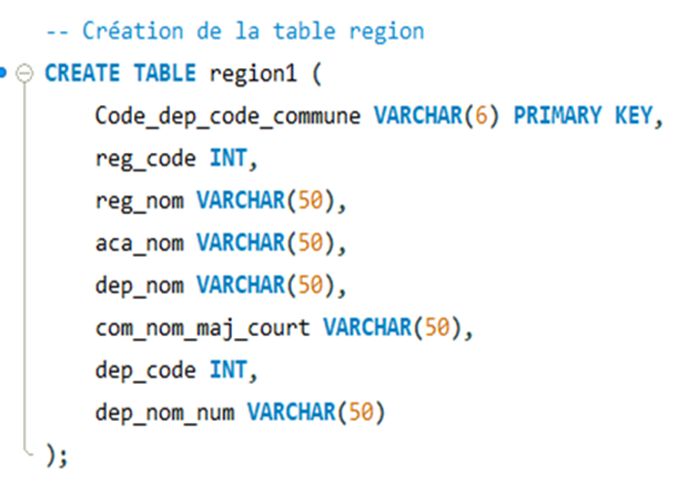 -- Création de la table region
CREATE TABLE region1 (
Code_dep_code_commune VARCHAR(6) PRIMARY KEY,
reg_code INT,
reg_nom VARCHAR(50),
aca_nom VARCHAR(50),
dep_nom VARCHAR(50),
com_nom_maj_court VARCHAR(50),
dep_code INT,
dep_nom_num VARCHAR(50)
);